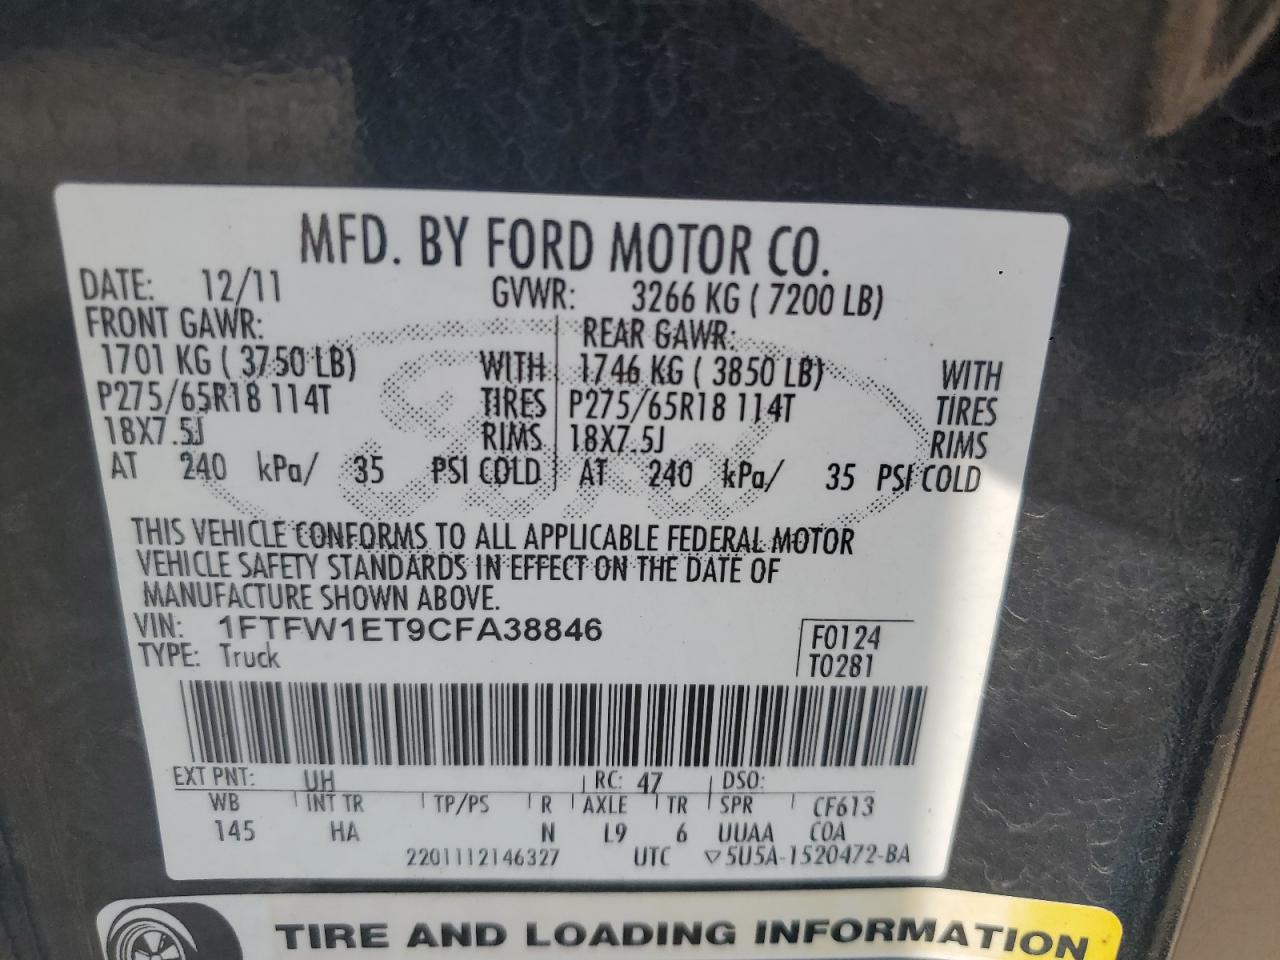 MFD. BY FORD MOTOR CO.
DATE: 12/11 GVWR: 3266 KG ( 7200 LB)
FRONT GAWR: REAR GAWR:
1701 KG ( 3750 LB) WITH 1746 KG ( 3850 LB) WITH
P275/65R18 114T TIRES P275/65R18 114T TIRES
18X7.5J RIMS 18X7.5J RIMS
AT 240 kPa/ 35 PSI COLD AT 240 kPa/ 35 PSI COLD
THIS VEHICLE CONFORMS TO ALL APPLICABLE FEDERAL MOTOR
VEHICLE SAFETY STANDARDS IN EFFECT ON THE DATE OF
MANUFACTURE SHOWN ABOVE.
VIN: 1FTFW1ET9CFA38846 F0124
TYPE: Truck T0281
EXT PNT: UH RC: 47 DSO:
WB INT TR TP/PS R AXLE TR SPR CF613
145 HA N L9 6 UUAA COA
2201112146327 UTC ▽5U5A-1520472-BA
TIRE AND LOADING INFORMATION